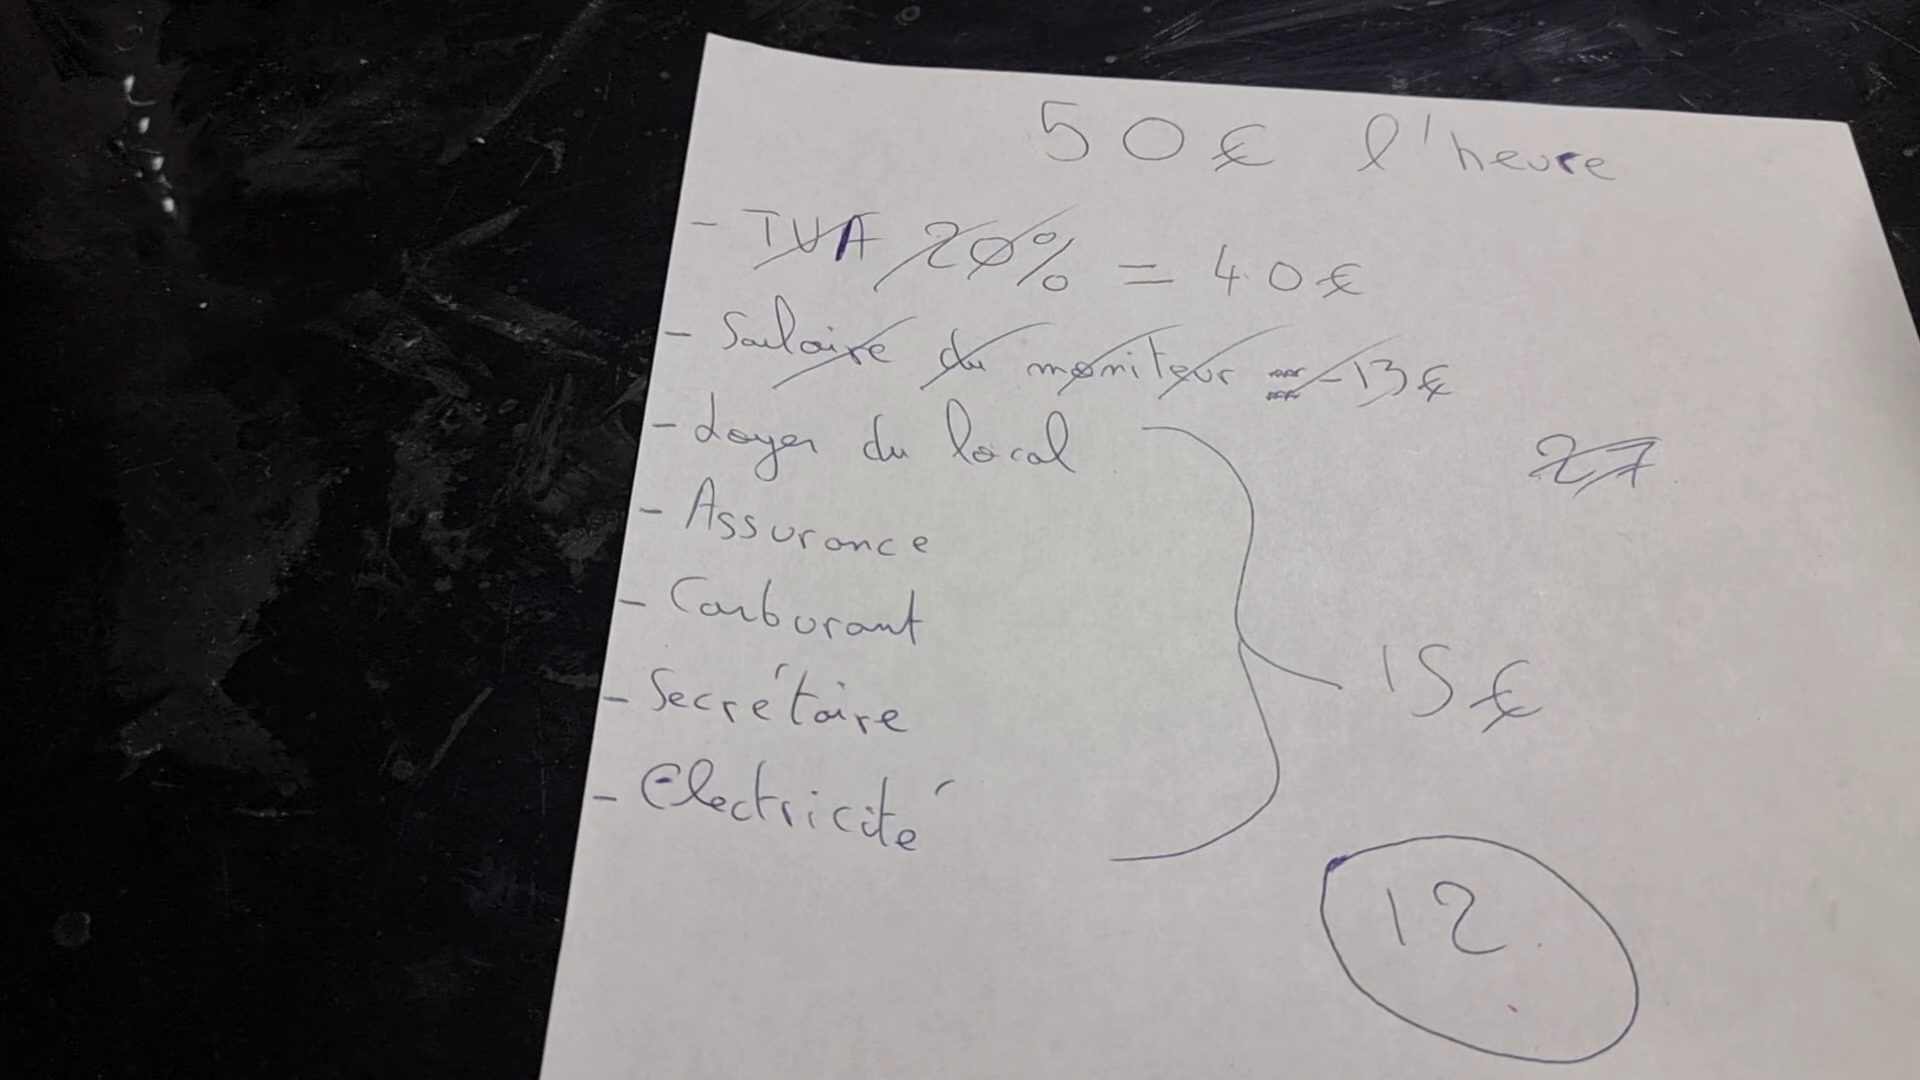 50€ l'heure
- TVA 20% = 40€
- Salaire du moniteur = -13€
- Loyer du local
27
- Assurance
- Carburant
- Secrétaire
15€
- Electricité
12